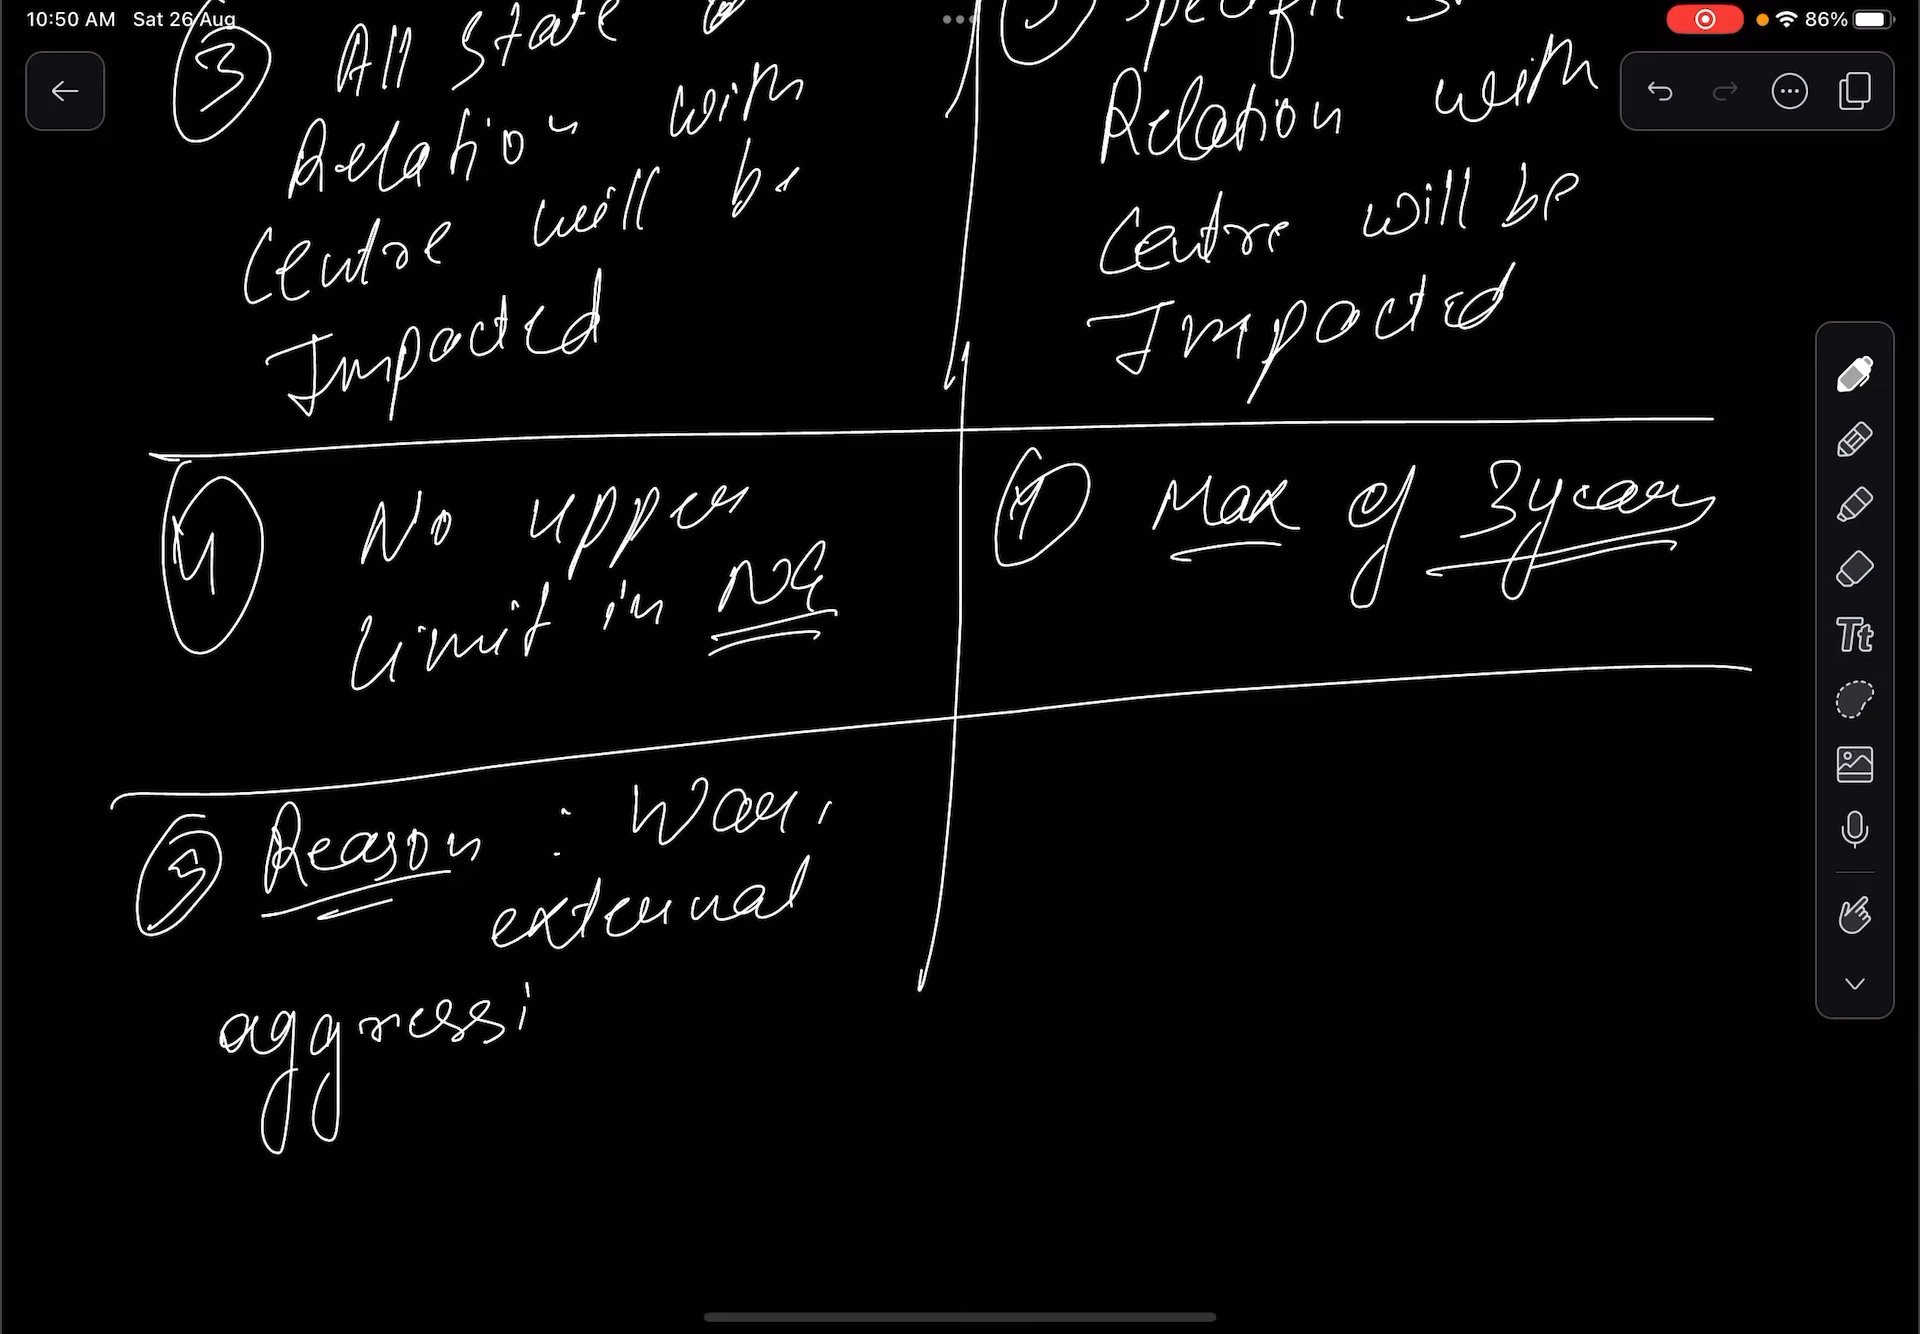 10:50 AM Sat 26 Aug
86%
3 All State
Relation with
Centre will be
Impacted
Relation with
Centre will be
Impacted
4 No upper
limit in NE
4 Max of 3 years
5 Reason : War,
external
aggressi
Tt